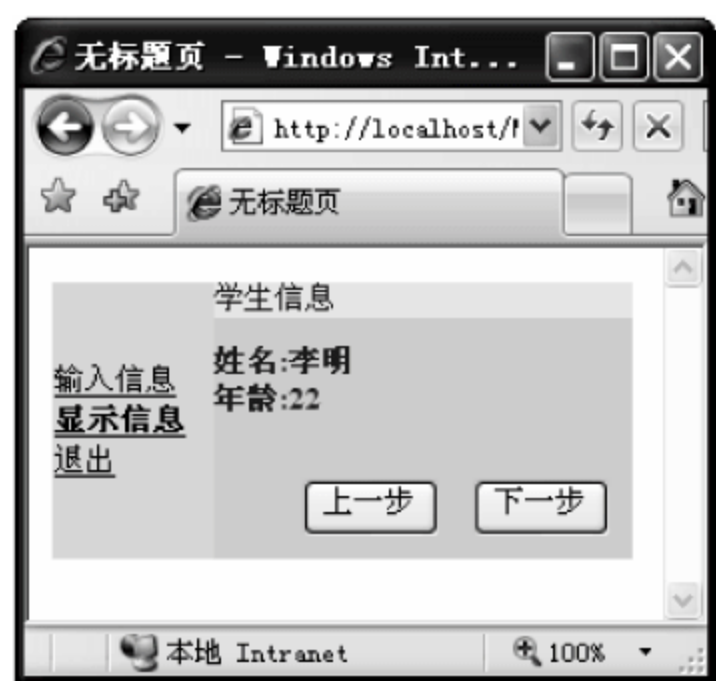 无标题页 - Windows Int...
http://localhost/
无标题页
学生信息
姓名:李明
年龄:22
输入信息
显示信息
退出
上一步
下一步
本地 Intranet
100%